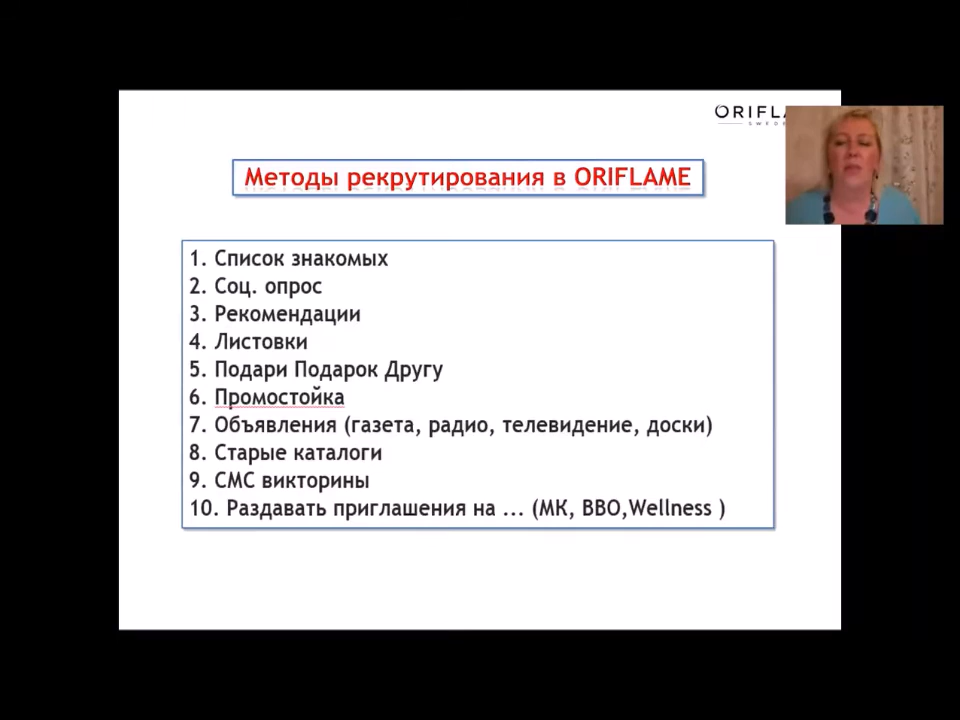 ORIFLA
Методы рекрутирования в ORIFLAME
1. Список знакомых
2. Соц. опрос
3. Рекомендации
4. Листовки
5. Подари Подарок Другу
6. Промостойка
7. Объявления (газета, радио, телевидение, доски)
8. Старые каталоги
9. СМС викторины
10. Раздавать приглашения на ... (МК, ВВО,Wellness )